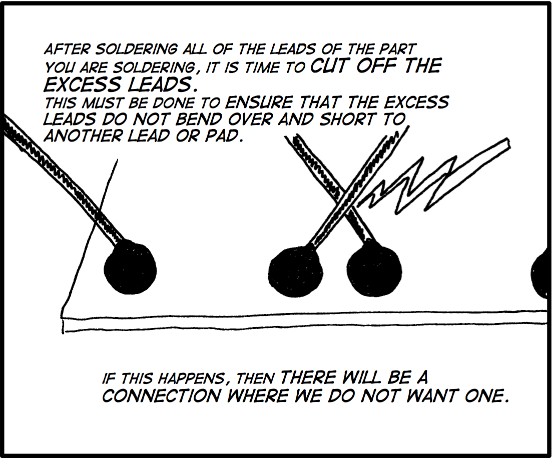 AFTER SOLDERING ALL OF THE LEADS OF THE PART
YOU ARE SOLDERING, IT IS TIME TO CUT OFF THE
EXCESS LEADS.
THIS MUST BE DONE TO ENSURE THAT THE EXCESS
LEADS DO NOT BEND OVER AND SHORT TO
ANOTHER LEAD OR PAD.
IF THIS HAPPENS, THEN THERE WILL BE A
CONNECTION WHERE WE DO NOT WANT ONE.